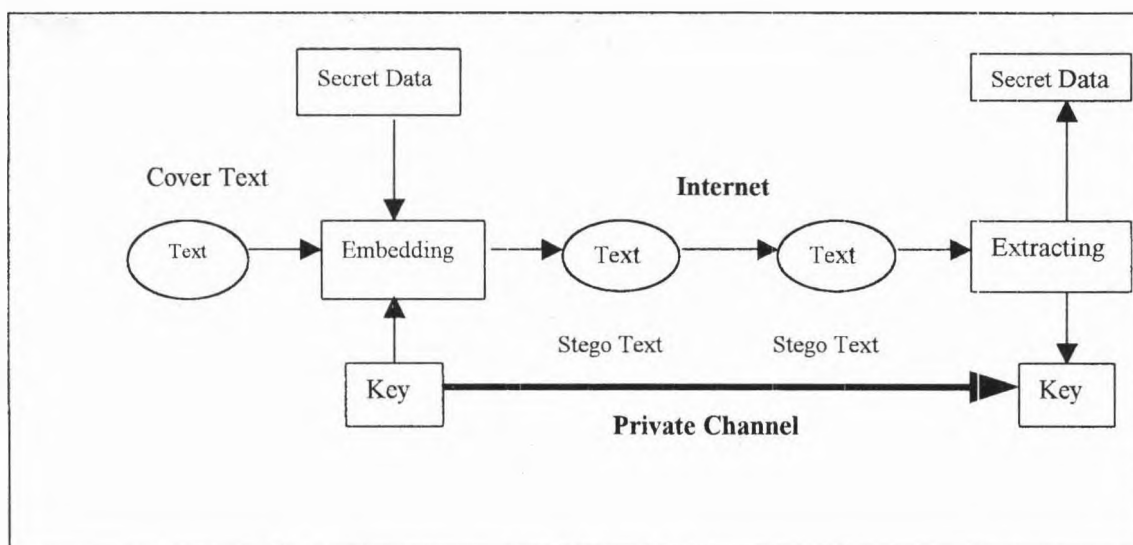 Secret Data
Secret Data
Cover Text
Internet
Text
Embedding
Text
Text
Extracting
Stego Text
Stego Text
Key
Key
Private Channel